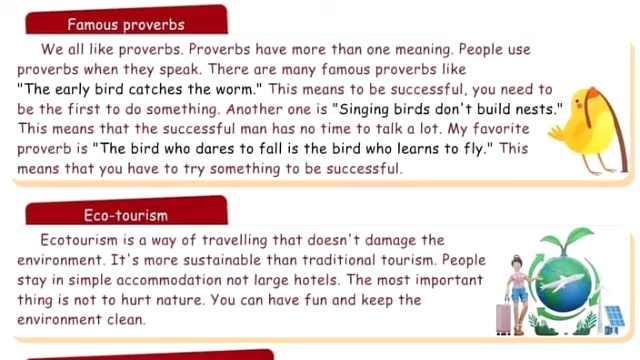 Famous proverbs
We all like proverbs. Proverbs have more than one meaning. People use
proverbs when they speak. There are many famous proverbs like
"The early bird catches the worm." This means to be successful, you need to
be the first to do something. Another one is "Singing birds don't build nests."
This means that the successful man has no time to talk a lot. My favorite
proverb is "The bird who dares to fall is the bird who learns to fly." This
means that you have to try something to be successful.
Eco-tourism
Ecotourism is a way of travelling that doesn't damage the
environment. It's more sustainable than traditional tourism. People
stay in simple accommodation not large hotels. The most important
thing is not to hurt nature. You can have fun and keep the
environment clean.